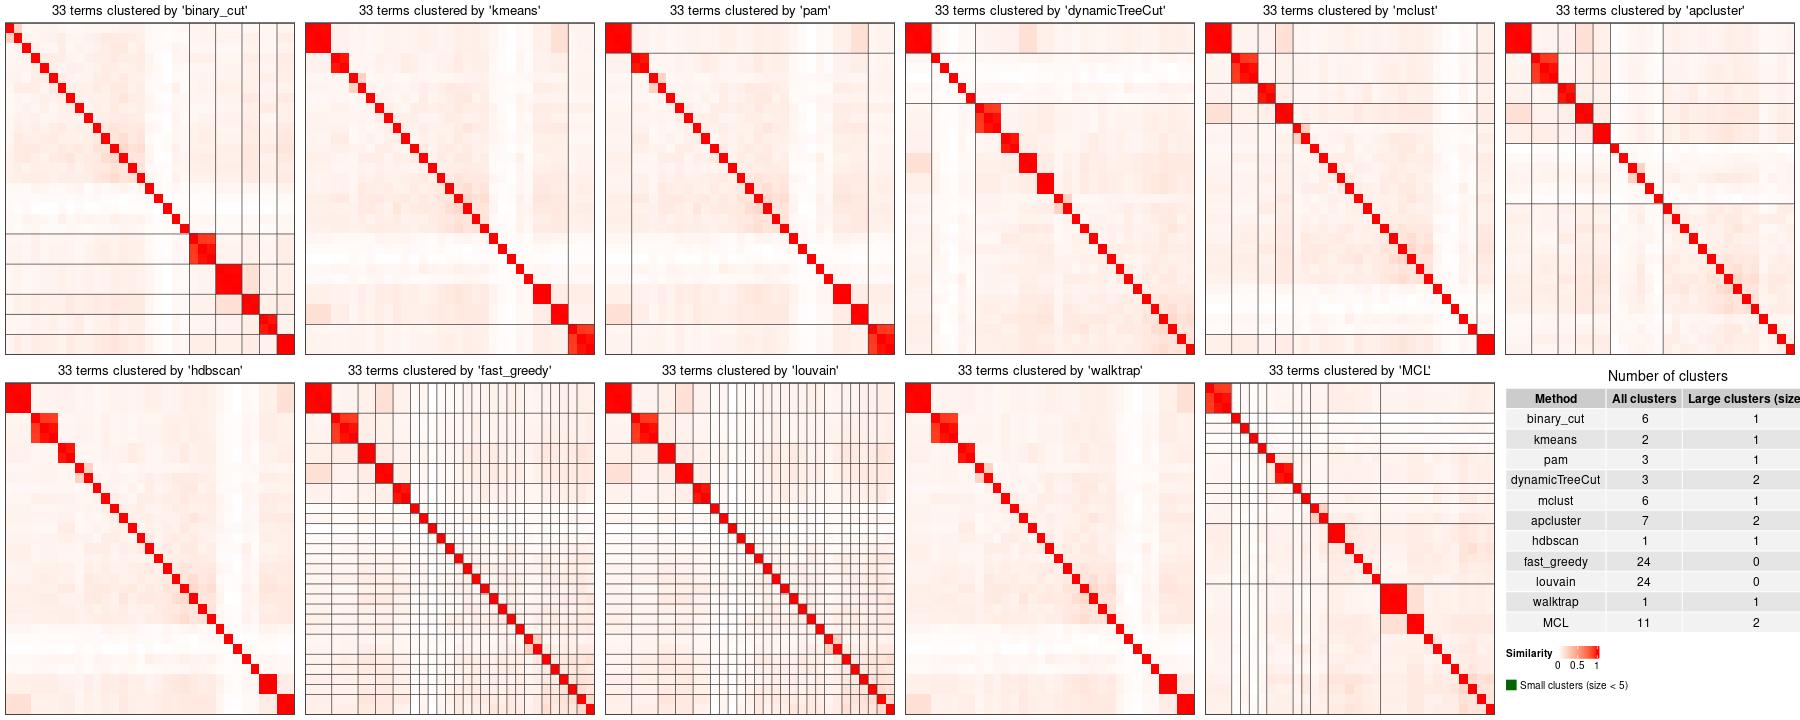 33 terms clustered by 'binary_cut'
33 terms clustered by 'kmeans'
33 terms clustered by 'pam'
33 terms clustered by 'dynamicTreeCut'
33 terms clustered by 'mclust'
33 terms clustered by 'apcluster'
33 terms clustered by 'hdbscan'
33 terms clustered by 'fast_greedy'
33 terms clustered by 'louvain'
33 terms clustered by 'walktrap'
33 terms clustered by 'MCL'
Number of clusters
Method All clusters Large clusters (size
binary_cut 6 1
kmeans 2 1
pam 3 1
dynamicTreeCut 3 2
mclust 6 1
apcluster 7 2
hdbscan 1 1
fast_greedy 24 0
louvain 24 0
walktrap 1 1
MCL 11 2
Similarity
0 0.5 1
Small clusters (size < 5)